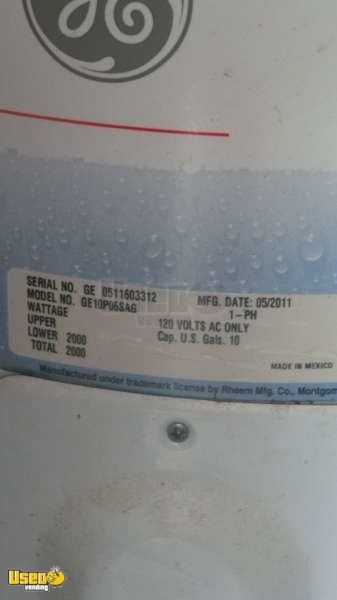 GE
SERIAL NO. GE 0511603312 MFG. DATE: 05/2011
MODEL NO. GE10P06SAG 1-PH
WATTAGE 120 VOLTS AC ONLY
UPPER Cap. U.S. Gals. 10
LOWER 2000
TOTAL 2000
MADE IN MEXICO
Manufactured under trademark license by Rheem Mfg. Co., Montgom
Used
vending